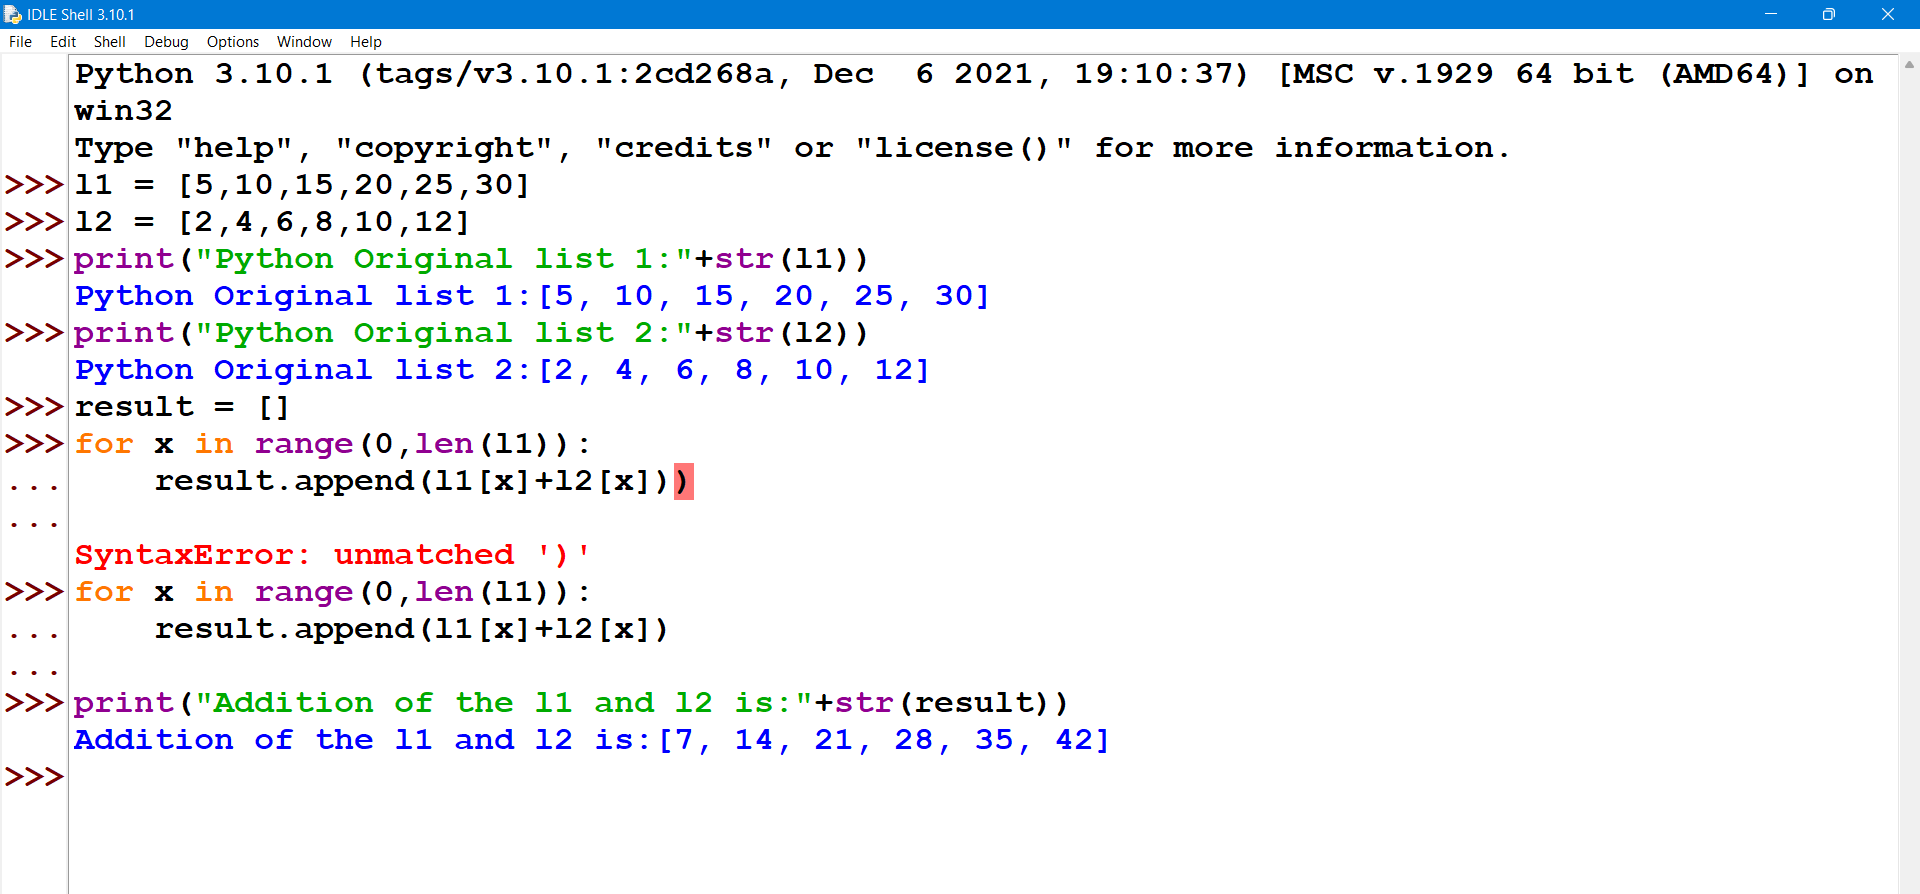 IDLE Shell 3.10.1
File Edit Shell Debug Options Window Help
Python 3.10.1 (tags/v3.10.1:2cd268a, Dec  6 2021, 19:10:37) [MSC v.1929 64 bit (AMD64)] on
win32
Type "help", "copyright", "credits" or "license()" for more information.
>>> l1 = [5,10,15,20,25,30]
>>> l2 = [2,4,6,8,10,12]
>>> print("Python Original list 1:"+str(l1))
Python Original list 1:[5, 10, 15, 20, 25, 30]
>>> print("Python Original list 2:"+str(l2))
Python Original list 2:[2, 4, 6, 8, 10, 12]
>>> result = []
>>> for x in range(0,len(l1)):
...     result.append(l1[x]+l2[x]))
...
SyntaxError: unmatched ')'
>>> for x in range(0,len(l1)):
...     result.append(l1[x]+l2[x])
...
>>> print("Addition of the l1 and l2 is:"+str(result))
Addition of the l1 and l2 is:[7, 14, 21, 28, 35, 42]
>>>